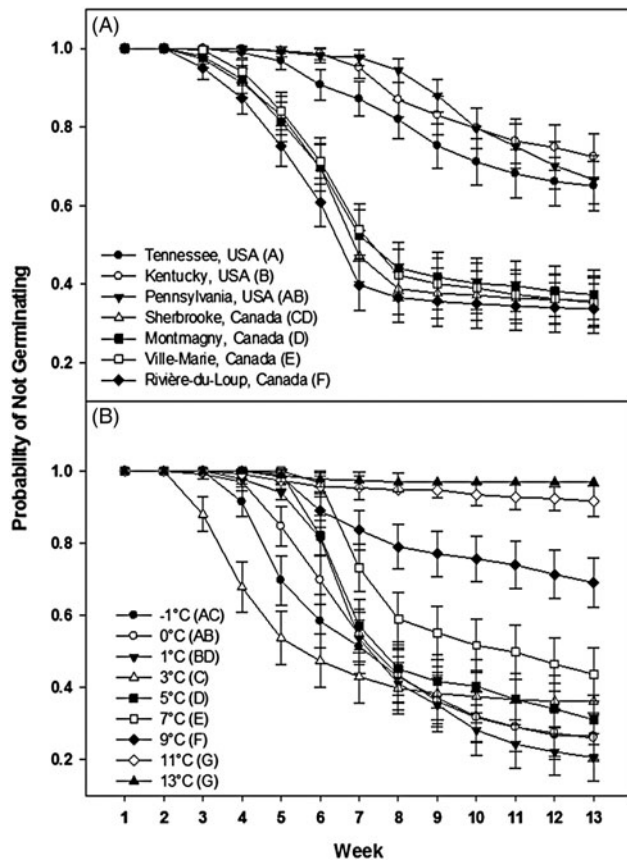 (A)
1.0
0.8
0.6
0.4
0.2
Tennessee, USA (A)
Kentucky, USA (B)
Pennsylvania, USA (AB)
Sherbrooke, Canada (CD)
Montmagny, Canada (D)
Ville-Marie, Canada (E)
Rivière-du-Loup, Canada (F)
Probability of Not Germinating
(B)
1.0
0.8
0.6
0.4
0.2
-1°C (AC)
0°C (AB)
1°C (BD)
3°C (C)
5°C (D)
7°C (E)
9°C (F)
11°C (G)
13°C (G)
1 2 3 4 5 6 7 8 9 10 11 12 13
Week